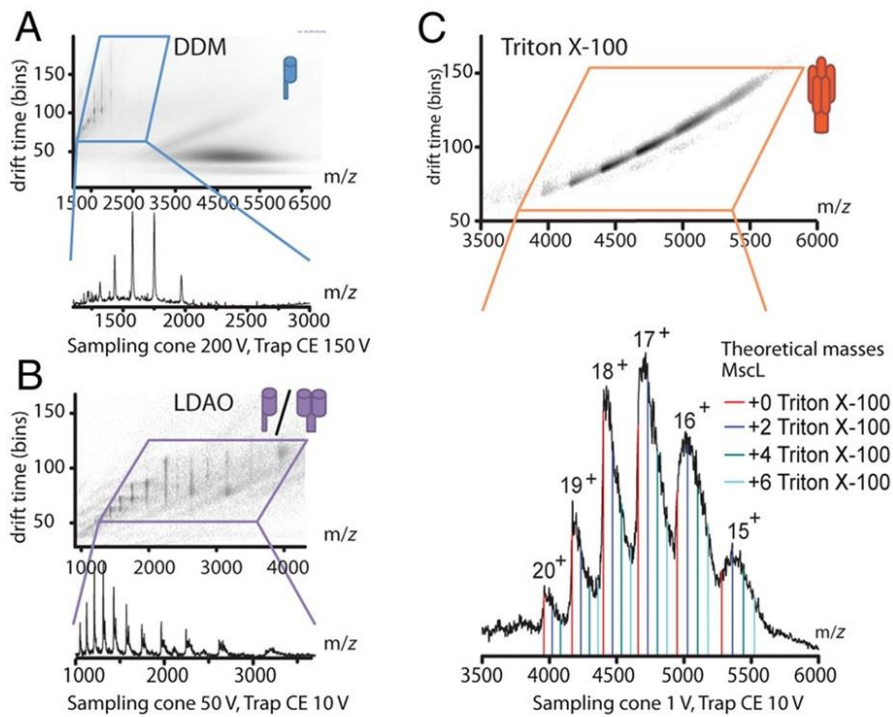 A
DDM
drift time (bins)
150
100
50
m/z
1500 2500 3500 4500 5500 6500
m/z
1500 2000 2500 3000
Sampling cone 200 V, Trap CE 150 V
B
LDAO
drift time (bins)
150
100
50
m/z
1000 2000 3000 4000
m/z
1000 2000 3000
Sampling cone 50 V, Trap CE 10 V
C
Triton X-100
drift time (bins)
150
100
50
m/z
3500 4000 4500 5000 5500 6000
20+
19+
18+
17+
16+
15+
Theoretical masses
MscL
+0 Triton X-100
+2 Triton X-100
+4 Triton X-100
+6 Triton X-100
m/z
3500 4000 4500 5000 5500 6000
Sampling cone 1 V, Trap CE 10 V